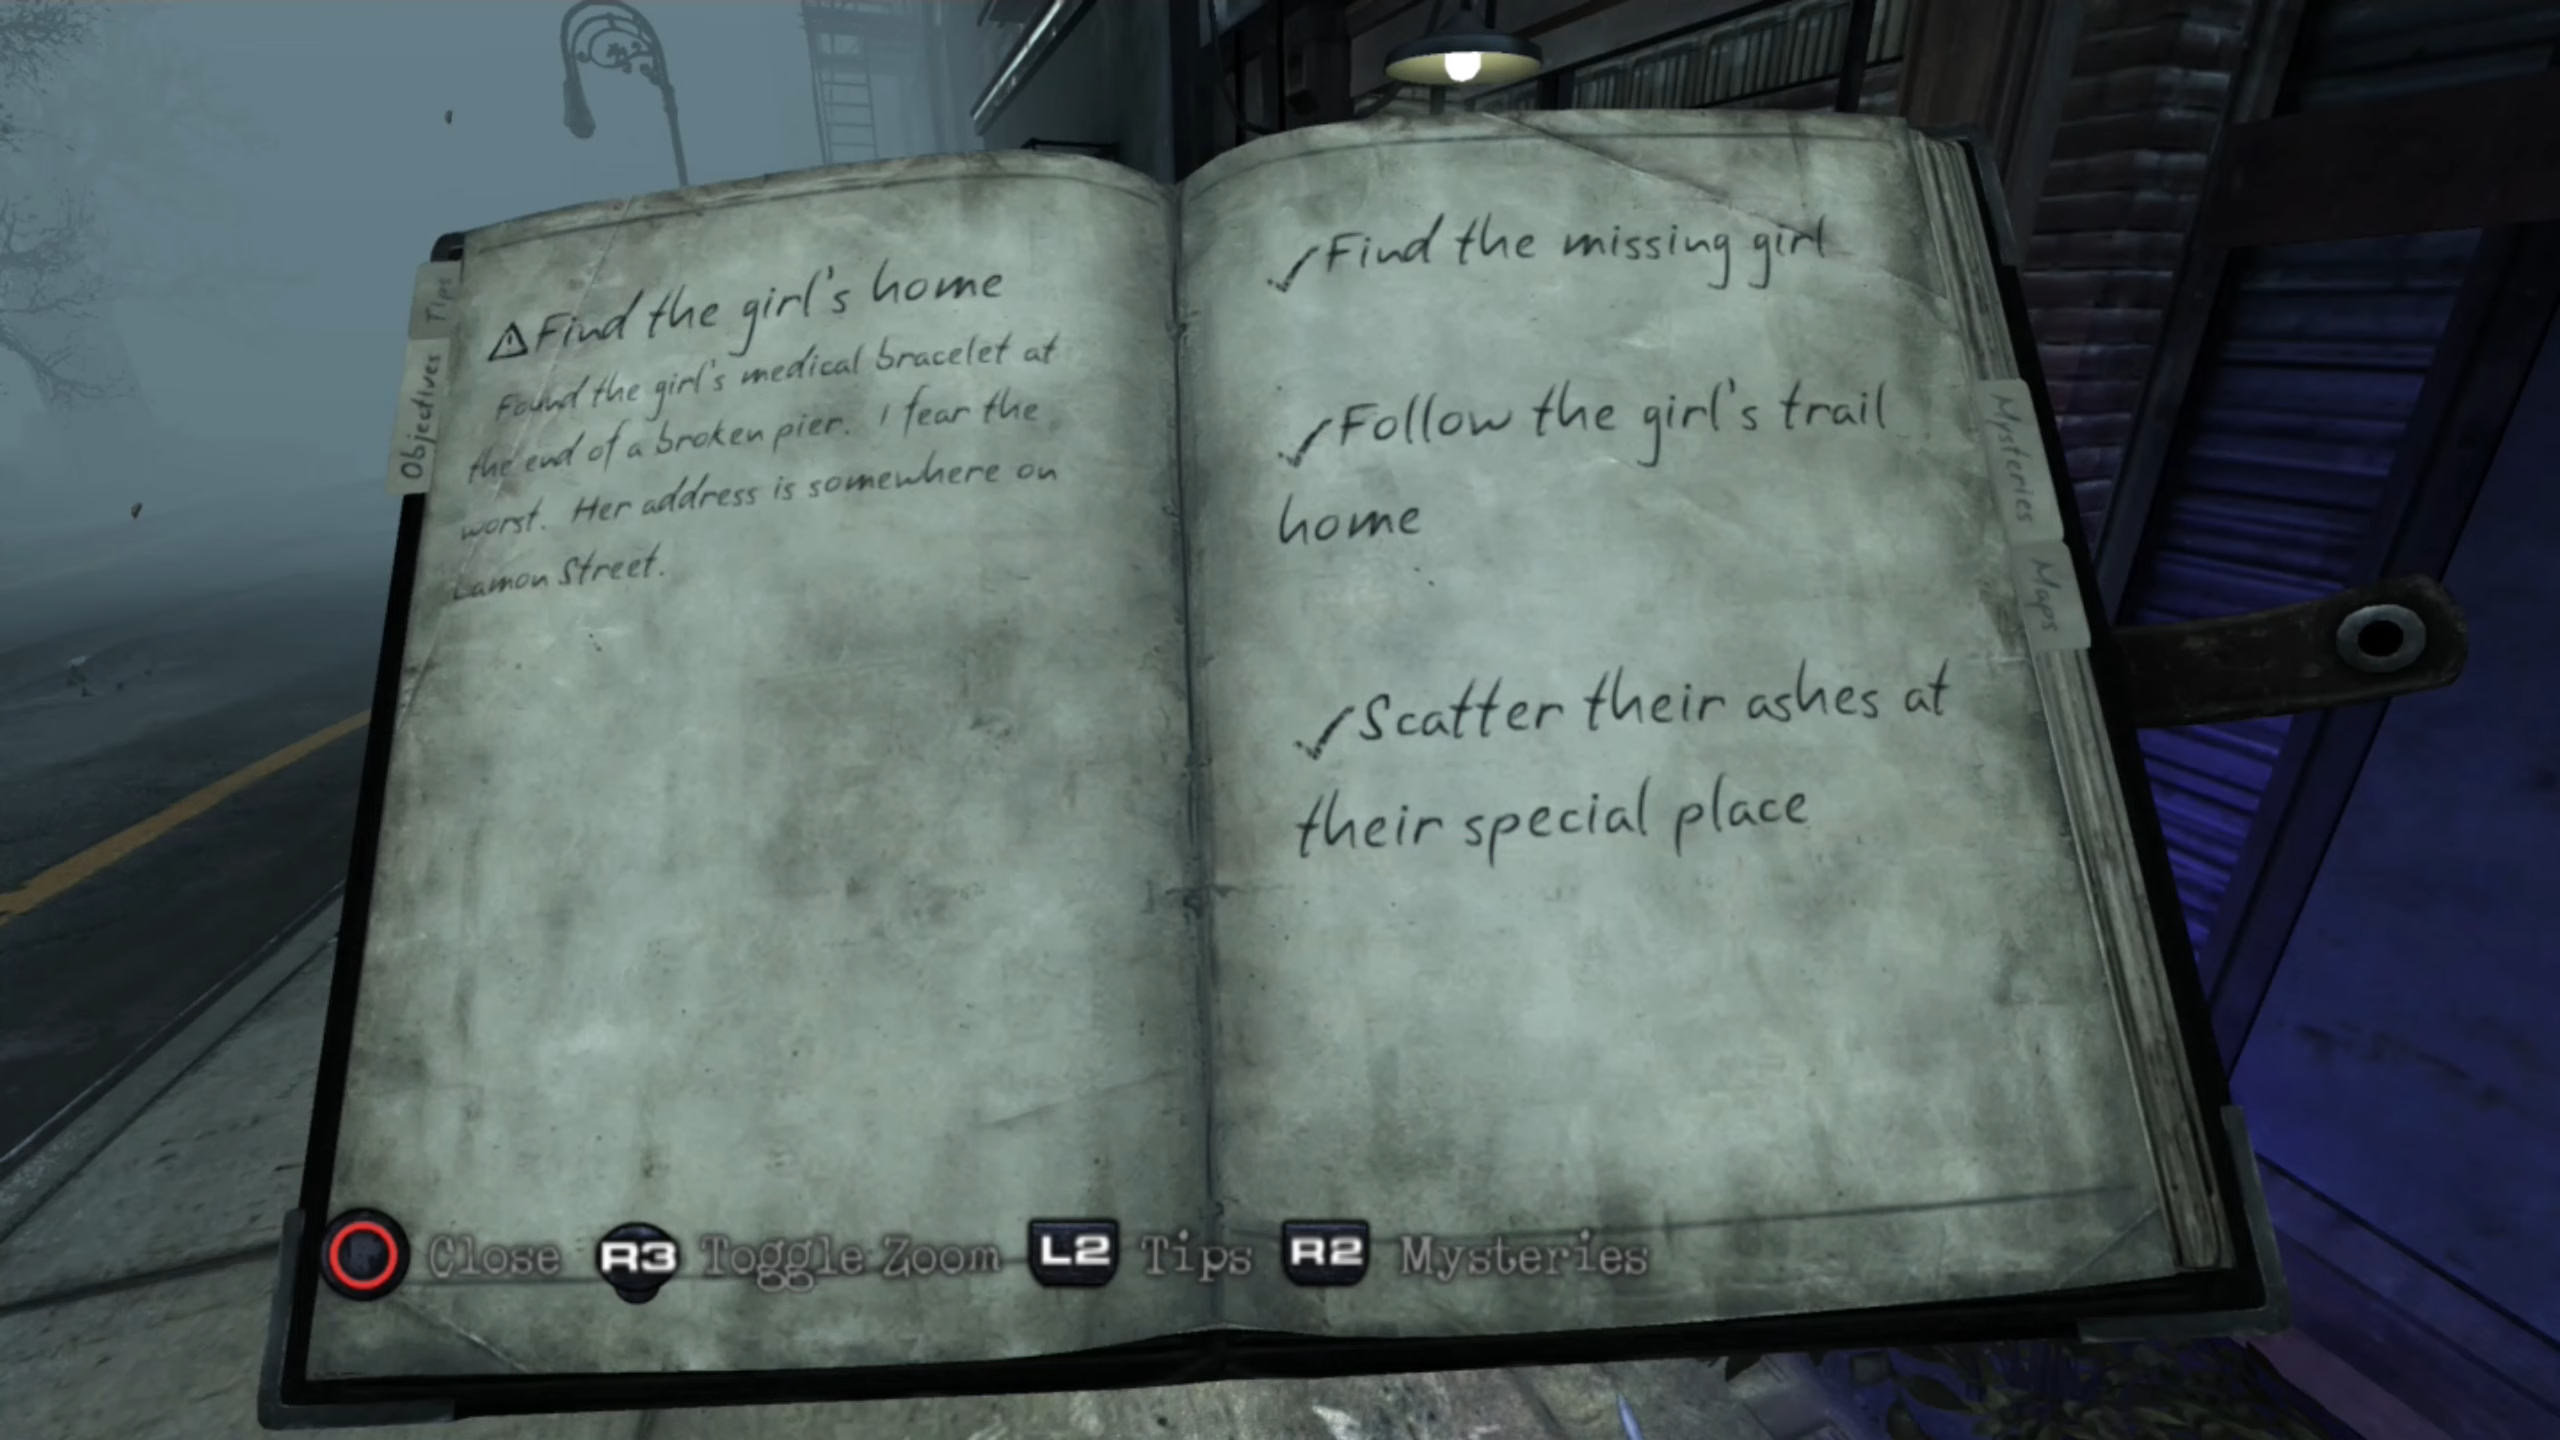 Tips
Objectives
Find the girl's home
Found the girl's medical bracelet at
the end of a broken pier. I fear the
worst. Her address is somewhere on
Lamon Street.
✓Find the missing girl
✓Follow the girl's trail
home
✓Scatter their ashes at
their special place
Mysteries
Maps
Close R3 Toggle Zoom L2 Tips R2 Mysteries